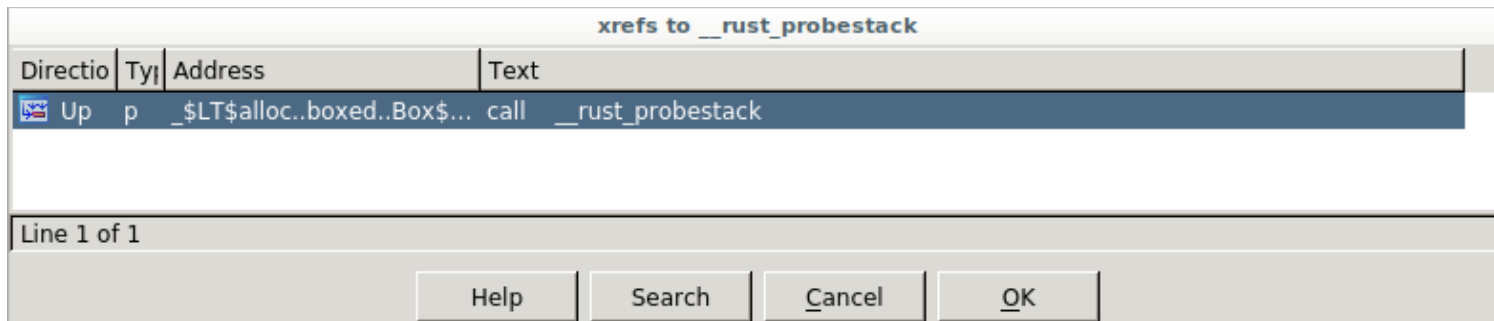 xrefs to __rust_probestack
Directio Typ Address Text
Up p _$LT$alloc..boxed..Box$... call __rust_probestack
Line 1 of 1
Help Search Cancel OK